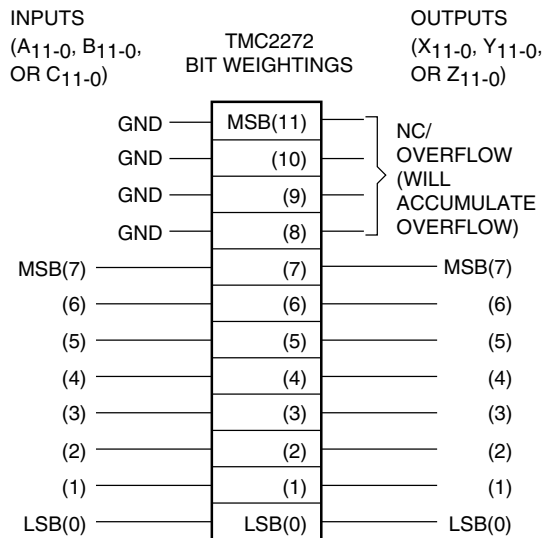 INPUTS
(A11-0, B11-0,
OR C11-0)
TMC2272
BIT WEIGHTINGS
OUTPUTS
(X11-0, Y11-0,
OR Z11-0)
GND MSB(11)
GND (10)
GND (9)
GND (8)
NC/
OVERFLOW
(WILL
ACCUMULATE
OVERFLOW)
MSB(7) (7) MSB(7)
(6) (6) (6)
(5) (5) (5)
(4) (4) (4)
(3) (3) (3)
(2) (2) (2)
(1) (1) (1)
LSB(0) LSB(0) LSB(0)